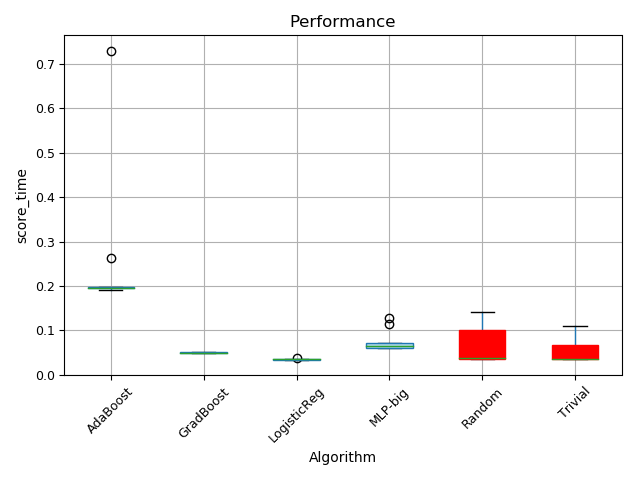 Performance
score_time
0.7
0.6
0.5
0.4
0.3
0.2
0.1
0.0
AdaBoost
GradBoost
LogisticReg
MLP-big
Random
Trivial
Algorithm